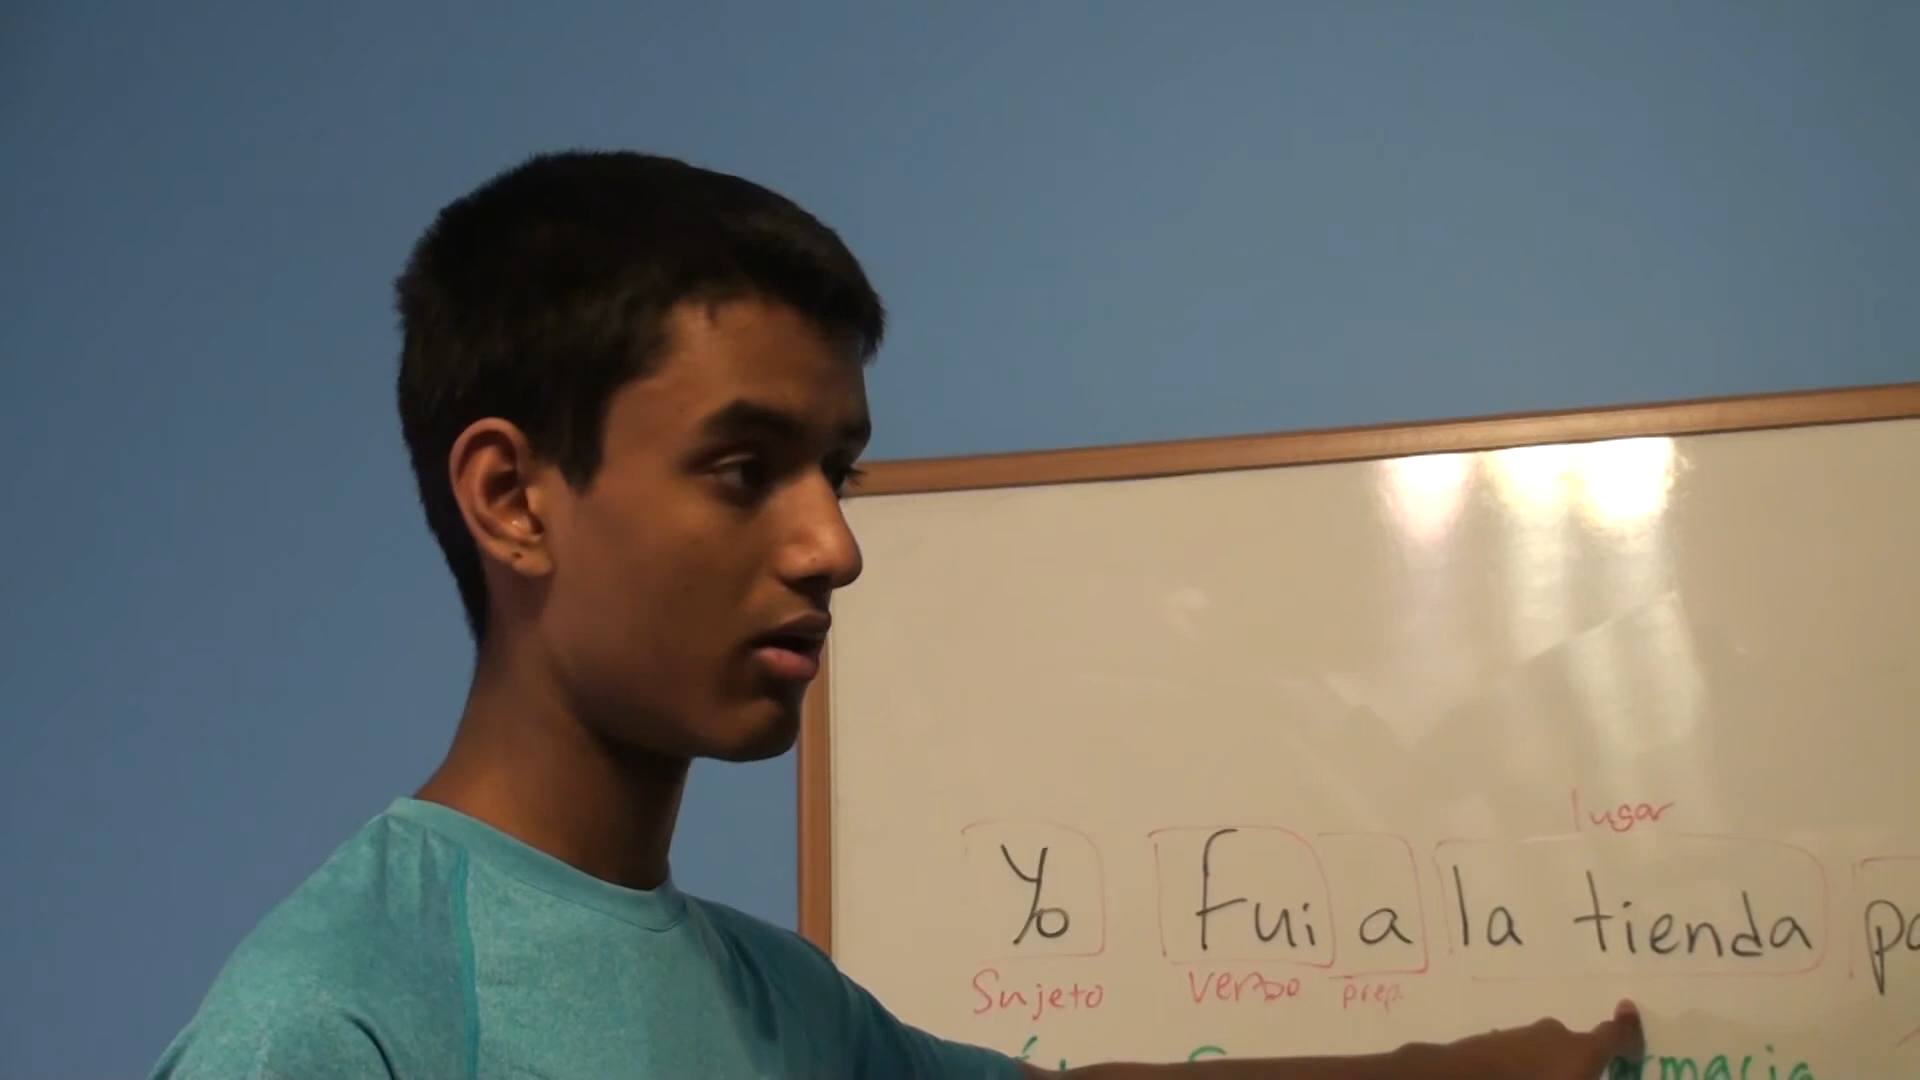 lugar
Yo Fui a la tienda
Sujeto verbo prep.